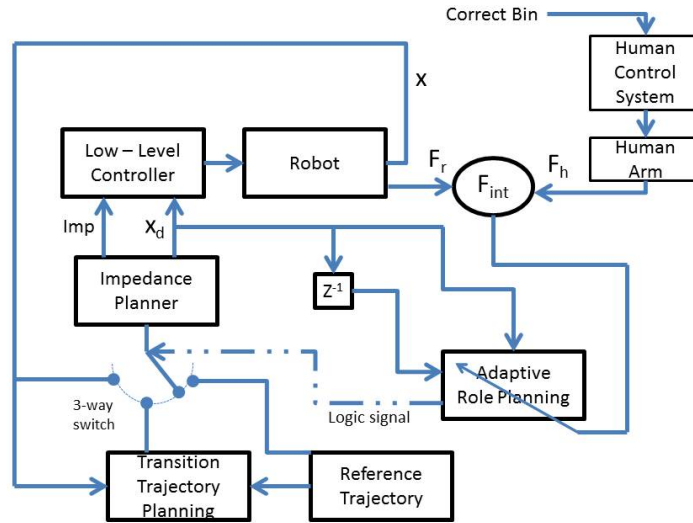 Correct Bin
Human
Control
System
x
Low – Level
Controller
Robot
Human
Arm
Fr
Fh
Fint
Imp
xd
Impedance
Planner
Z-1
Adaptive
Role Planning
3-way
switch
Logic signal
Transition
Trajectory
Planning
Reference
Trajectory